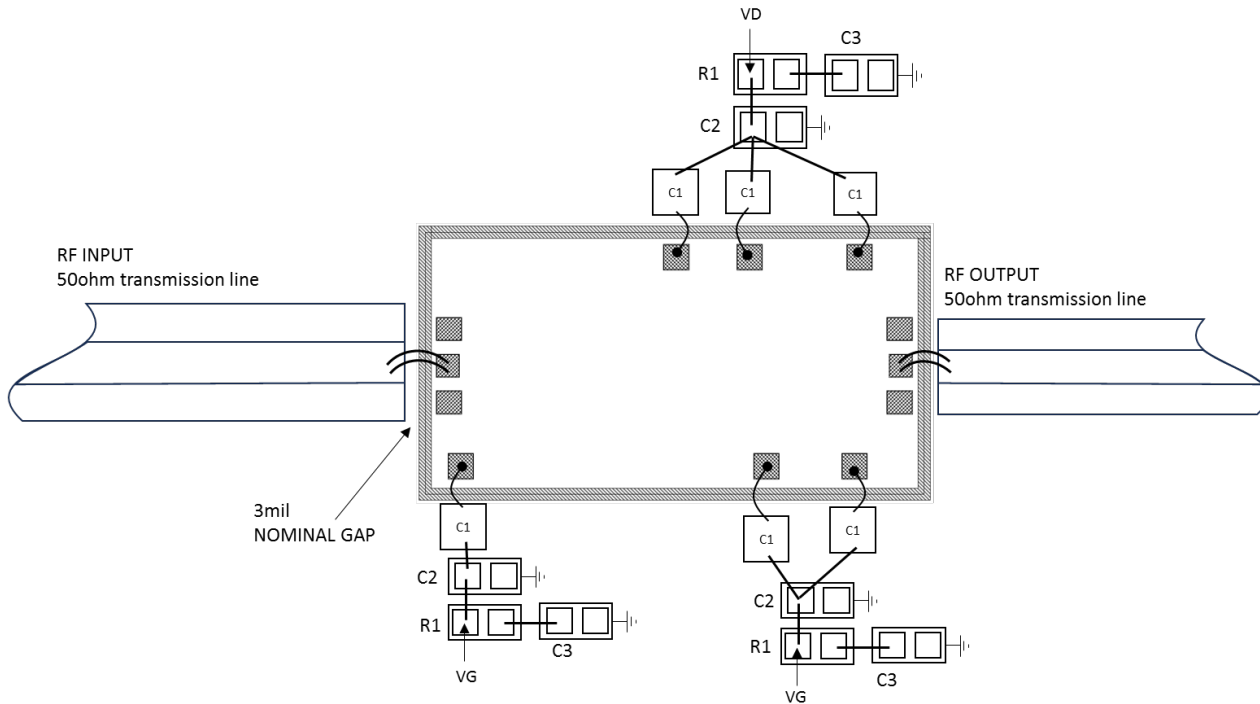 VD
C3
R1
C2
C1
C1
C1
RF INPUT
50ohm transmission line
RF OUTPUT
50ohm transmission line
3mil
NOMINAL GAP
C1
C2
R1
C3
VG
C1
C1
C2
R1
C3
VG